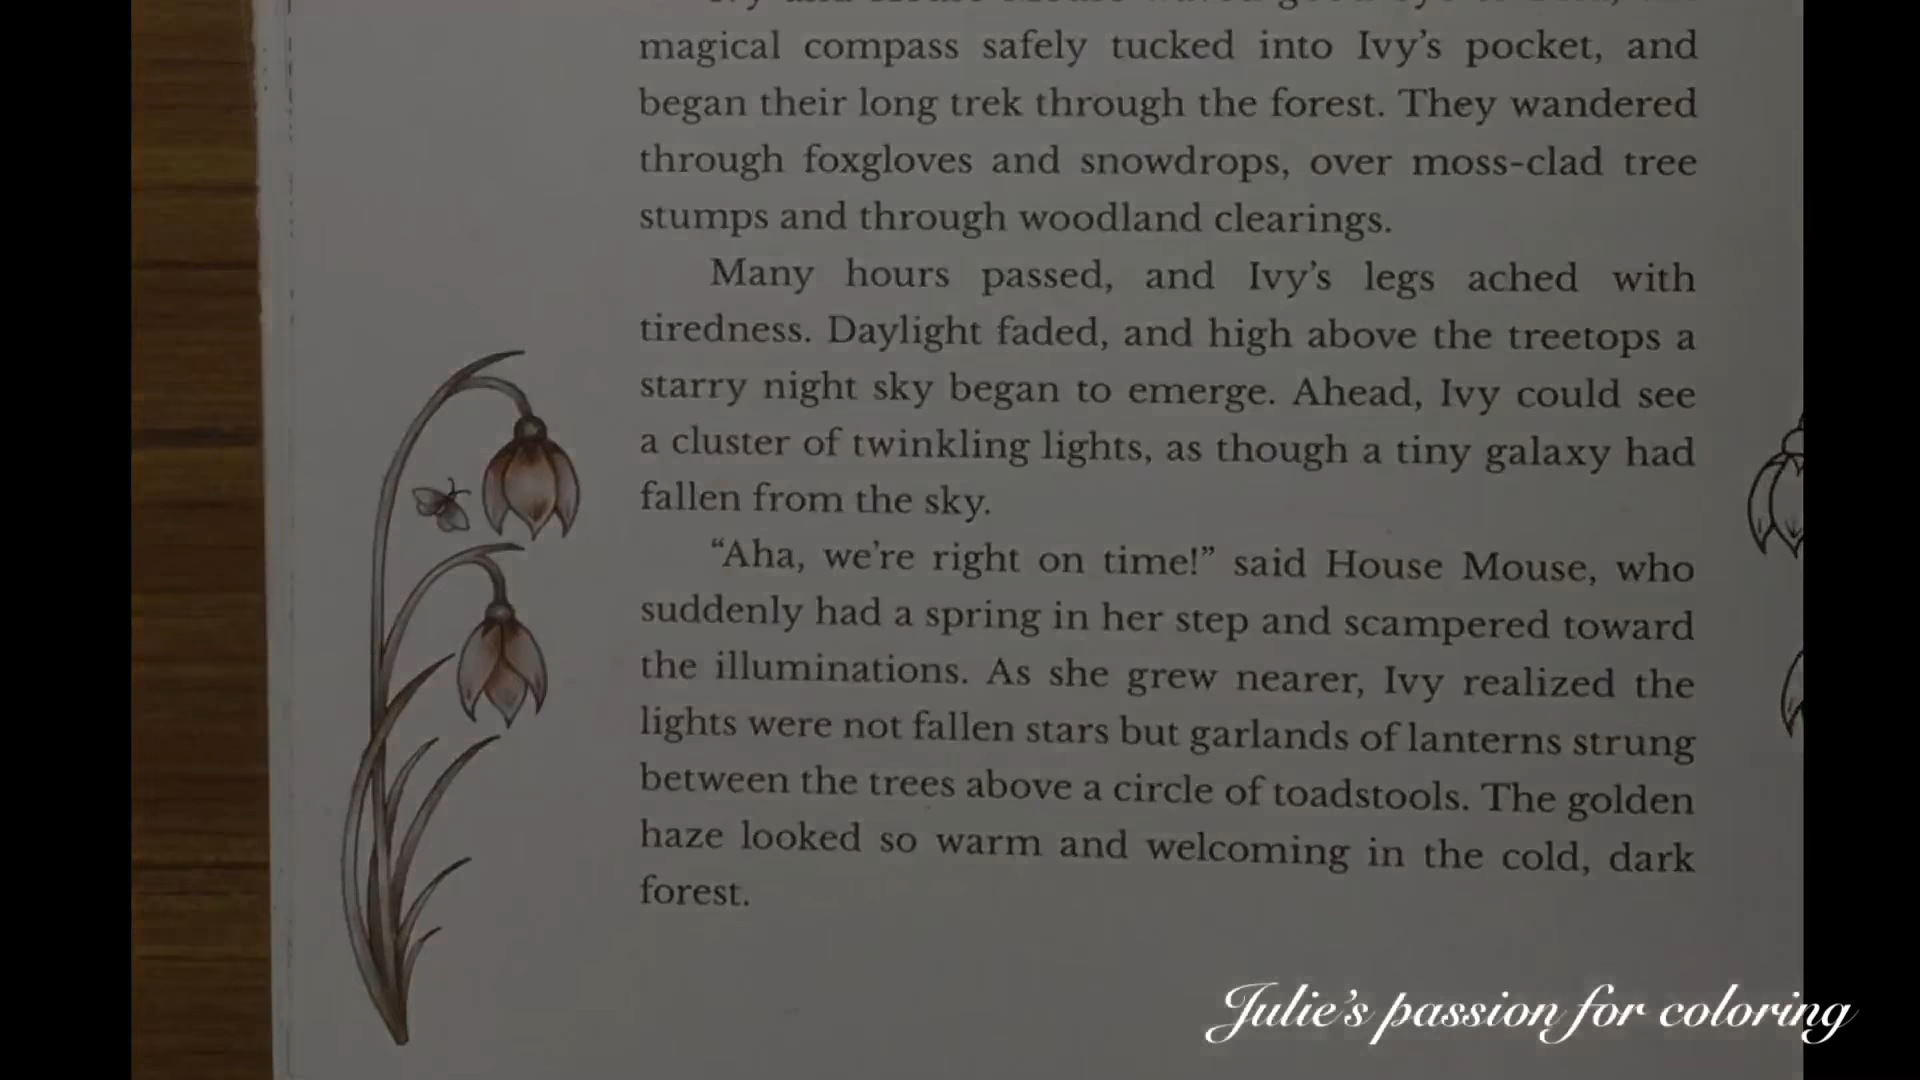 magical compass safely tucked into Ivy's pocket, and
began their long trek through the forest. They wandered
through foxgloves and snowdrops, over moss-clad tree
stumps and through woodland clearings.
Many hours passed, and Ivy's legs ached with
tiredness. Daylight faded, and high above the treetops a
starry night sky began to emerge. Ahead, Ivy could see
a cluster of twinkling lights, as though a tiny galaxy had
fallen from the sky.
“Aha, we're right on time!” said House Mouse, who
suddenly had a spring in her step and scampered toward
the illuminations. As she grew nearer, Ivy realized the
lights were not fallen stars but garlands of lanterns strung
between the trees above a circle of toadstools. The golden
haze looked so warm and welcoming in the cold, dark
forest.
Julie's passion for coloring